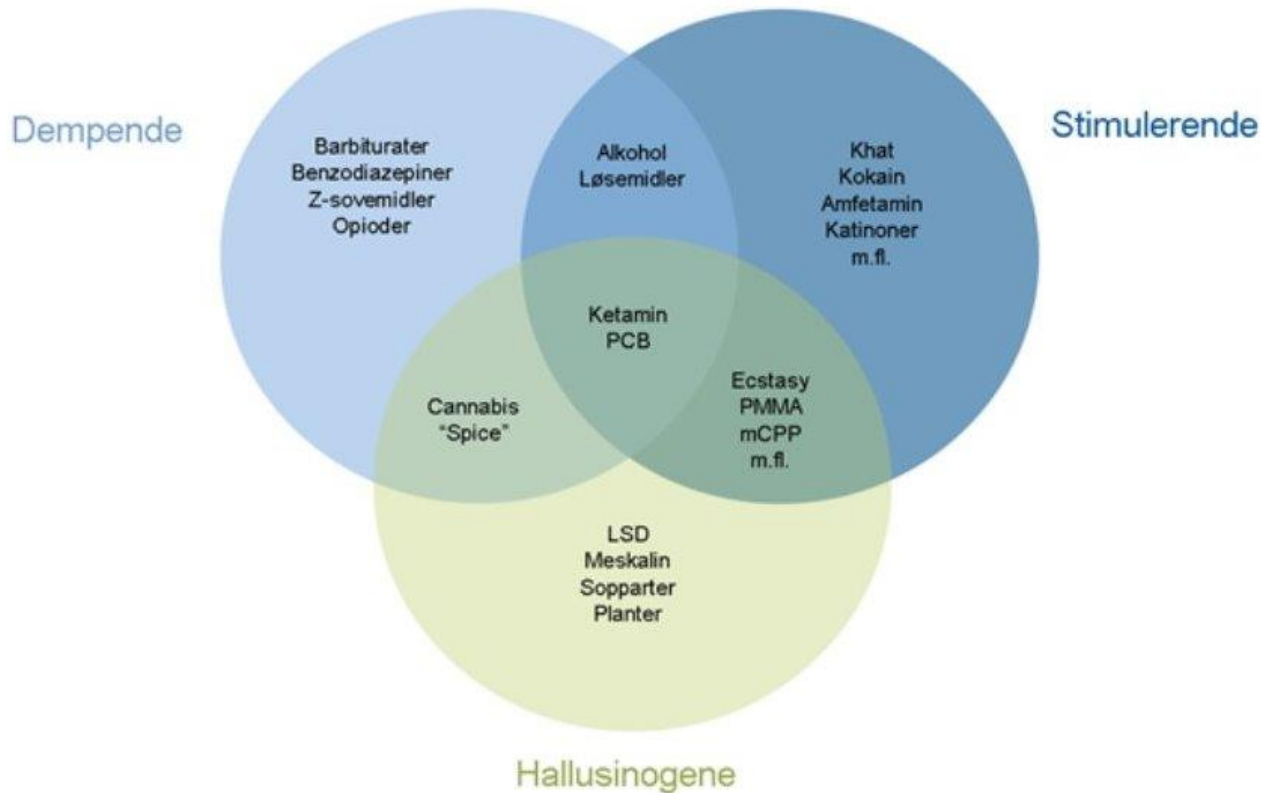 Dempende
Stimulerende
Barbiturater
Benzodiazepiner
Z-sovemidler
Opioder
Alkohol
Løsemidler
Khat
Kokain
Amfetamin
Katinoner
m.fl.
Ketamin
PCB
Cannabis
“Spice”
Ecstasy
PMMA
mCPP
m.fl.
LSD
Meskalin
Sopparter
Planter
Hallusinogene